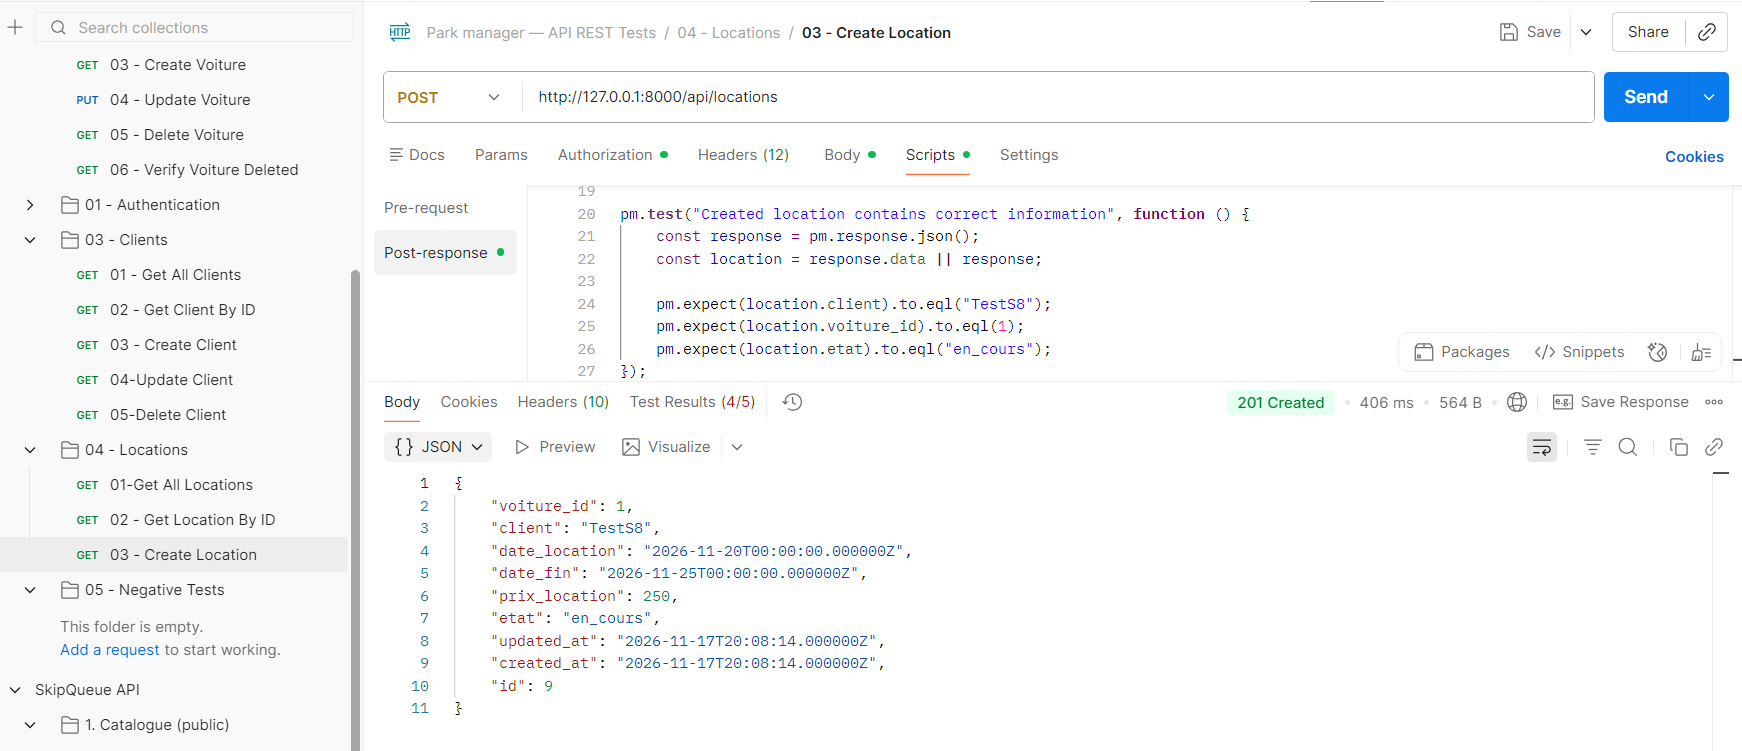 Search collections
GET 03 - Create Voiture
PUT 04 - Update Voiture
GET 05 - Delete Voiture
GET 06 - Verify Voiture Deleted
01 - Authentication
03 - Clients
GET 01 - Get All Clients
GET 02 - Get Client By ID
GET 03 - Create Client
GET 04-Update Client
GET 05-Delete Client
04 - Locations
GET 01-Get All Locations
GET 02 - Get Location By ID
GET 03 - Create Location
05 - Negative Tests
This folder is empty.
Add a request to start working.
SkipQueue API
1. Catalogue (public)
HTTP Park manager — API REST Tests / 04 - Locations / 03 - Create Location
Save
Share
POST http://127.0.0.1:8000/api/locations
Send
Docs Params Authorization Headers (12) Body Scripts Settings
Cookies
Pre-request
Post-response
19
20 pm.test("Created location contains correct information", function () {
21 const response = pm.response.json();
22 const location = response.data || response;
23
24 pm.expect(location.client).to.eql("TestS8");
25 pm.expect(location.voiture_id).to.eql(1);
26 pm.expect(location.etat).to.eql("en_cours");
27 });
Packages </> Snippets
Body Cookies Headers (10) Test Results (4/5)
201 Created • 406 ms • 564 B • e.g. Save Response
{} JSON Preview Visualize
1 {
2 "voiture_id": 1,
3 "client": "TestS8",
4 "date_location": "2026-11-20T00:00:00.000000Z",
5 "date_fin": "2026-11-25T00:00:00.000000Z",
6 "prix_location": 250,
7 "etat": "en_cours",
8 "updated_at": "2026-11-17T20:08:14.000000Z",
9 "created_at": "2026-11-17T20:08:14.000000Z",
10 "id": 9
11 }